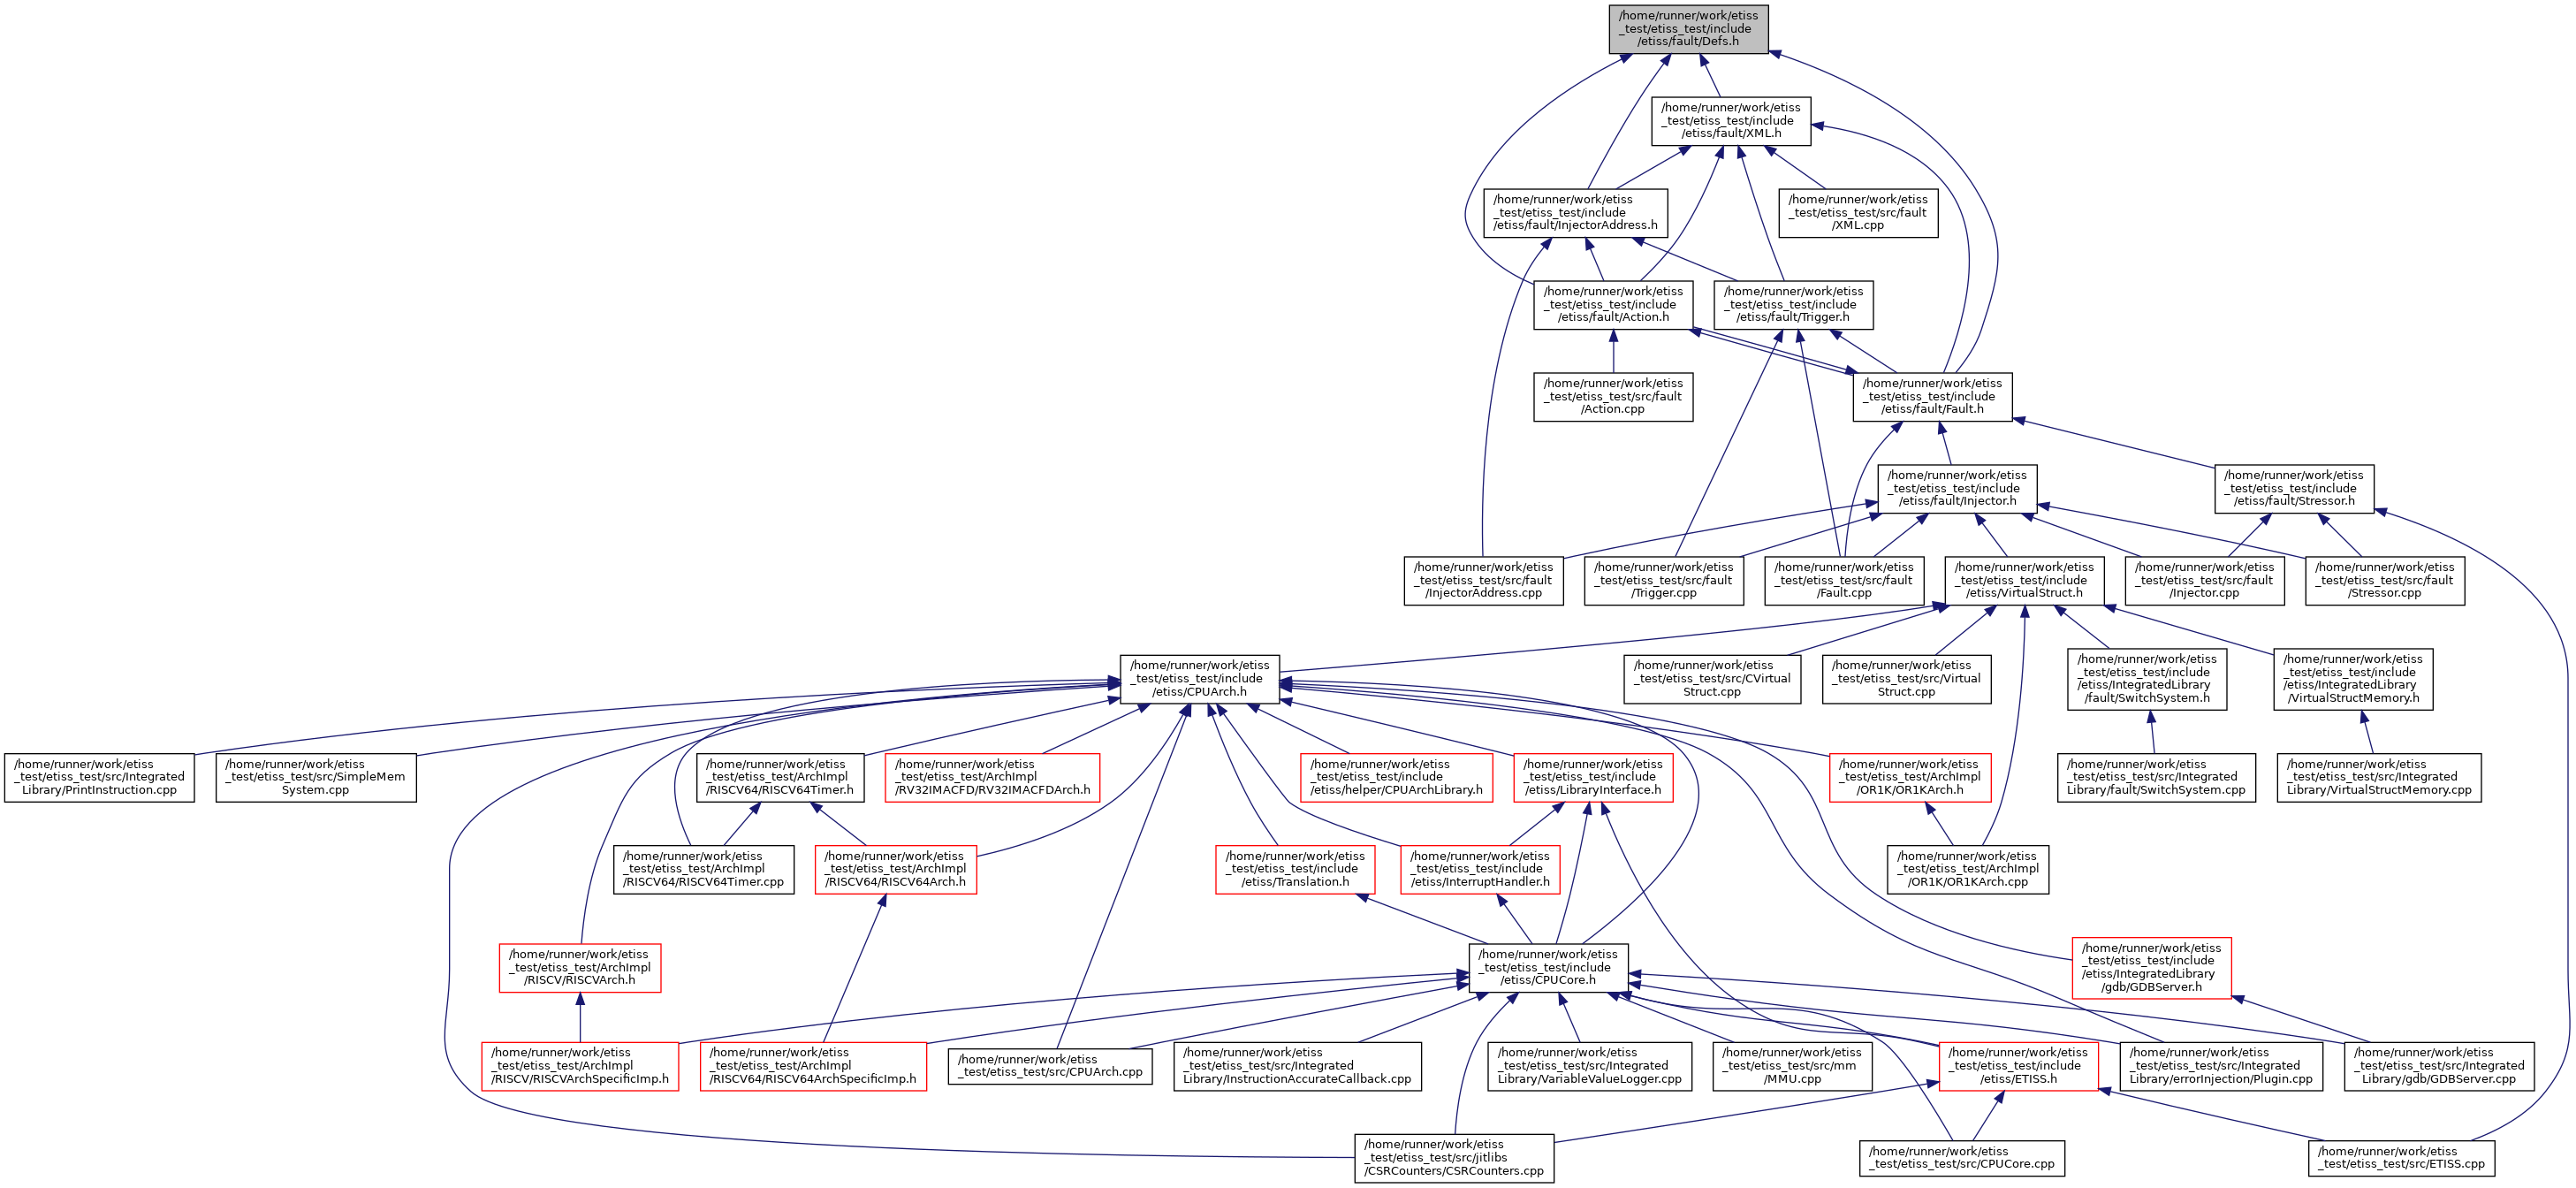 /home/runner/work/etiss
_test/etiss_test/include
/etiss/fault/Defs.h
/home/runner/work/etiss
_test/etiss_test/include
/etiss/fault/XML.h
/home/runner/work/etiss
_test/etiss_test/include
/etiss/fault/InjectorAddress.h
/home/runner/work/etiss
_test/etiss_test/src/fault
/XML.cpp
/home/runner/work/etiss
_test/etiss_test/include
/etiss/fault/Action.h
/home/runner/work/etiss
_test/etiss_test/include
/etiss/fault/Trigger.h
/home/runner/work/etiss
_test/etiss_test/src/fault
/Action.cpp
/home/runner/work/etiss
_test/etiss_test/include
/etiss/fault/Fault.h
/home/runner/work/etiss
_test/etiss_test/include
/etiss/fault/Injector.h
/home/runner/work/etiss
_test/etiss_test/include
/etiss/fault/Stressor.h
/home/runner/work/etiss
_test/etiss_test/src/fault
/InjectorAddress.cpp
/home/runner/work/etiss
_test/etiss_test/src/fault
/Trigger.cpp
/home/runner/work/etiss
_test/etiss_test/src/fault
/Fault.cpp
/home/runner/work/etiss
_test/etiss_test/include
/etiss/VirtualStruct.h
/home/runner/work/etiss
_test/etiss_test/src/fault
/Injector.cpp
/home/runner/work/etiss
_test/etiss_test/src/fault
/Stressor.cpp
/home/runner/work/etiss
_test/etiss_test/include
/etiss/CPUArch.h
/home/runner/work/etiss
_test/etiss_test/src/CVirtual
Struct.cpp
/home/runner/work/etiss
_test/etiss_test/src/Virtual
Struct.cpp
/home/runner/work/etiss
_test/etiss_test/include
/etiss/IntegratedLibrary
/fault/SwitchSystem.h
/home/runner/work/etiss
_test/etiss_test/include
/etiss/IntegratedLibrary
/VirtualStructMemory.h
/home/runner/work/etiss
_test/etiss_test/src/Integrated
Library/PrintInstruction.cpp
/home/runner/work/etiss
_test/etiss_test/src/SimpleMem
System.cpp
/home/runner/work/etiss
_test/etiss_test/ArchImpl
/RISCV64/RISCV64Timer.h
/home/runner/work/etiss
_test/etiss_test/ArchImpl
/RV32IMACFD/RV32IMACFDArch.h
/home/runner/work/etiss
_test/etiss_test/include
/etiss/helper/CPUArchLibrary.h
/home/runner/work/etiss
_test/etiss_test/include
/etiss/LibraryInterface.h
/home/runner/work/etiss
_test/etiss_test/ArchImpl
/OR1K/OR1KArch.h
/home/runner/work/etiss
_test/etiss_test/src/Integrated
Library/fault/SwitchSystem.cpp
/home/runner/work/etiss
_test/etiss_test/src/Integrated
Library/VirtualStructMemory.cpp
/home/runner/work/etiss
_test/etiss_test/ArchImpl
/RISCV64/RISCV64Timer.cpp
/home/runner/work/etiss
_test/etiss_test/ArchImpl
/RISCV64/RISCV64Arch.h
/home/runner/work/etiss
_test/etiss_test/include
/etiss/Translation.h
/home/runner/work/etiss
_test/etiss_test/include
/etiss/InterruptHandler.h
/home/runner/work/etiss
_test/etiss_test/ArchImpl
/OR1K/OR1KArch.cpp
/home/runner/work/etiss
_test/etiss_test/ArchImpl
/RISCV/RISCVArch.h
/home/runner/work/etiss
_test/etiss_test/include
/etiss/CPUCore.h
/home/runner/work/etiss
_test/etiss_test/include
/etiss/IntegratedLibrary
/gdb/GDBServer.h
/home/runner/work/etiss
_test/etiss_test/ArchImpl
/RISCV/RISCVArchSpecificImp.h
/home/runner/work/etiss
_test/etiss_test/ArchImpl
/RISCV64/RISCV64ArchSpecificImp.h
/home/runner/work/etiss
_test/etiss_test/src/CPUArch.cpp
/home/runner/work/etiss
_test/etiss_test/src/Integrated
Library/InstructionAccurateCallback.cpp
/home/runner/work/etiss
_test/etiss_test/src/Integrated
Library/VariableValueLogger.cpp
/home/runner/work/etiss
_test/etiss_test/src/mm
/MMU.cpp
/home/runner/work/etiss
_test/etiss_test/include
/etiss/ETISS.h
/home/runner/work/etiss
_test/etiss_test/src/Integrated
Library/errorInjection/Plugin.cpp
/home/runner/work/etiss
_test/etiss_test/src/Integrated
Library/gdb/GDBServer.cpp
/home/runner/work/etiss
_test/etiss_test/src/jitlibs
/CSRCounters/CSRCounters.cpp
/home/runner/work/etiss
_test/etiss_test/src/CPUCore.cpp
/home/runner/work/etiss
_test/etiss_test/src/ETISS.cpp